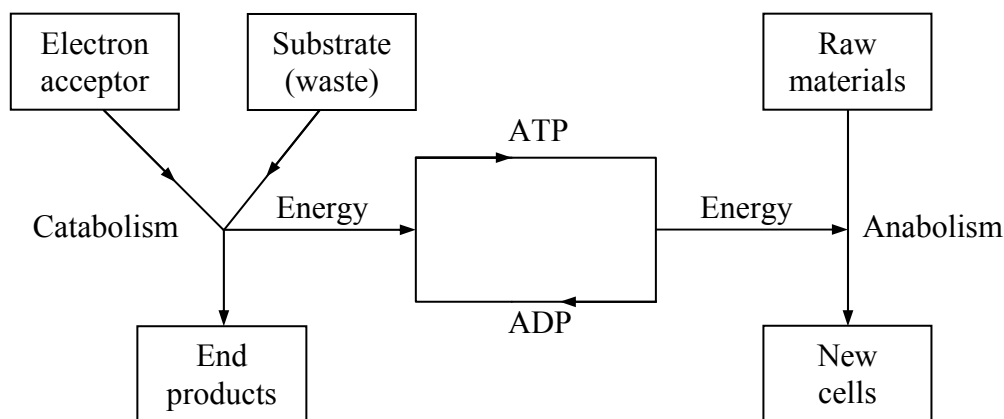 Electron
acceptor
Substrate
(waste)
Raw
materials
ATP
Catabolism
Energy
Energy
Anabolism
ADP
End
products
New
cells